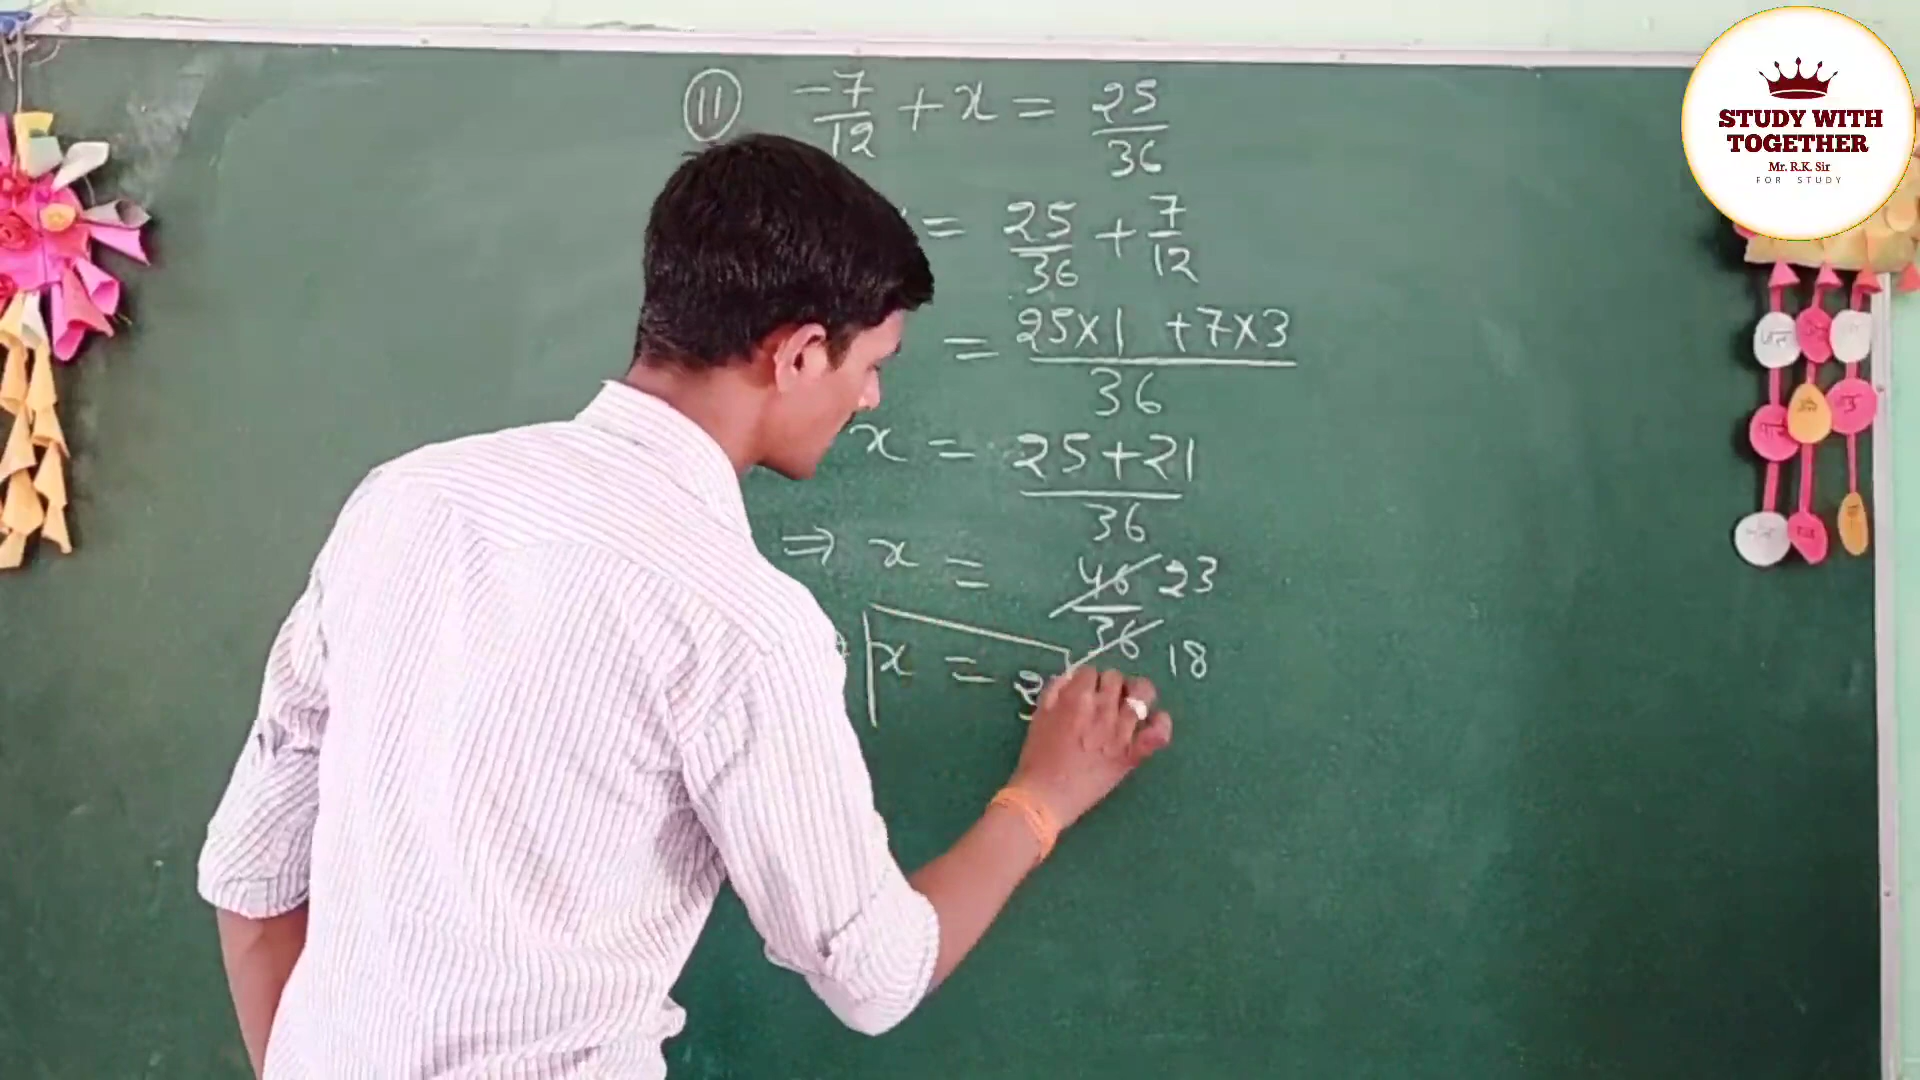 ⑪ -7/12 + x = 25/36
= 25/36 + 7/12
= 25×1 +7×3 / 36
x = 25+21 / 36
⇒ x = 46/36 23 18
x =
STUDY WITH
TOGETHER
Mr. R.K. Sir
FOR STUDY